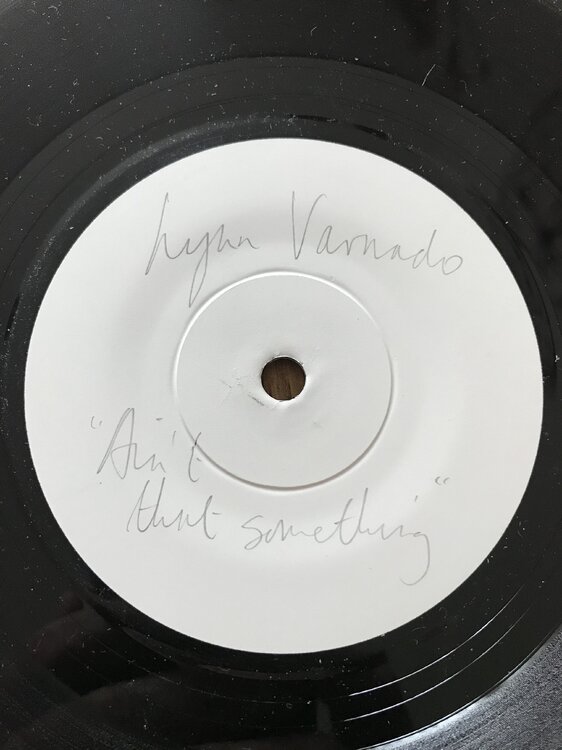 Lynn Varnado
"Ain't
that something"